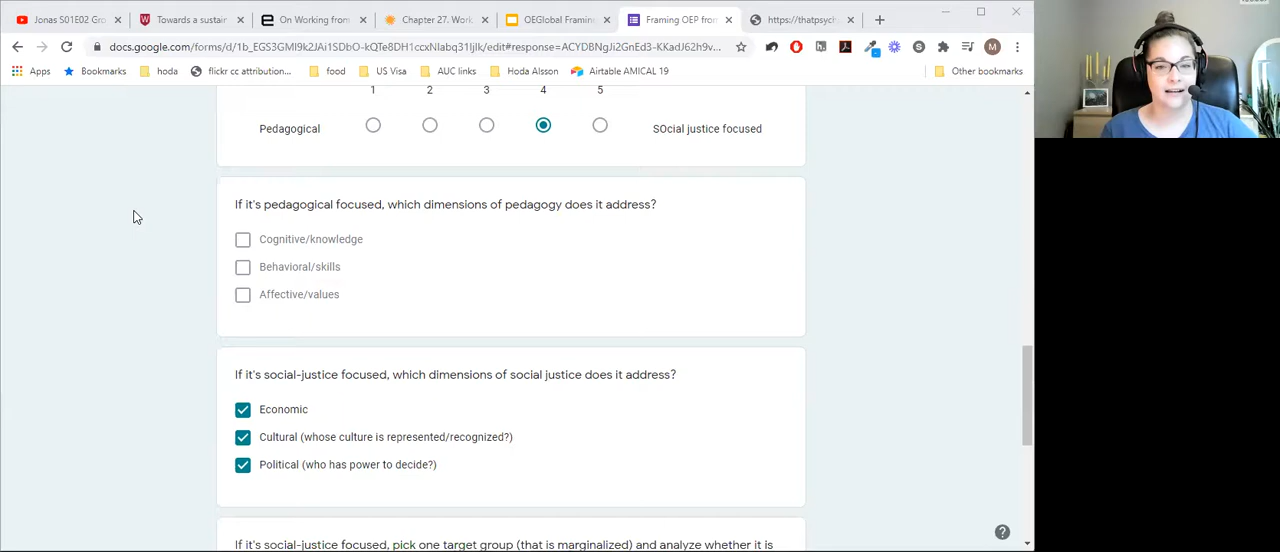 Jonas S01E02 Gro
Towards a sustain
On Working from
Chapter 27. Work
OEGlobal Framin
Framing OEP fro
https://thatpsych
docs.google.com/forms/d/1b_EGS3GMI9k2JAi1SDbO-kQTe8DH1ccxNIabq31IjIk/edit#response=ACYDBNgJi2GnEd3-KKadJ62h9v...
M
Apps
Bookmarks
hoda
flickr cc attribution...
food
US Visa
AUC links
Hoda Alsson
Airtable AMICAL 19
Other bookmarks
1 2 3 4 5
Pedagogical
SOcial justice focused
If it's pedagogical focused, which dimensions of pedagogy does it address?
Cognitive/knowledge
Behavioral/skills
Affective/values
If it's social-justice focused, which dimensions of social justice does it address?
Economic
Cultural (whose culture is represented/recognized?)
Political (who has power to decide?)
If it's social-justice focused, pick one target group (that is marginalized) and analyze whether it is